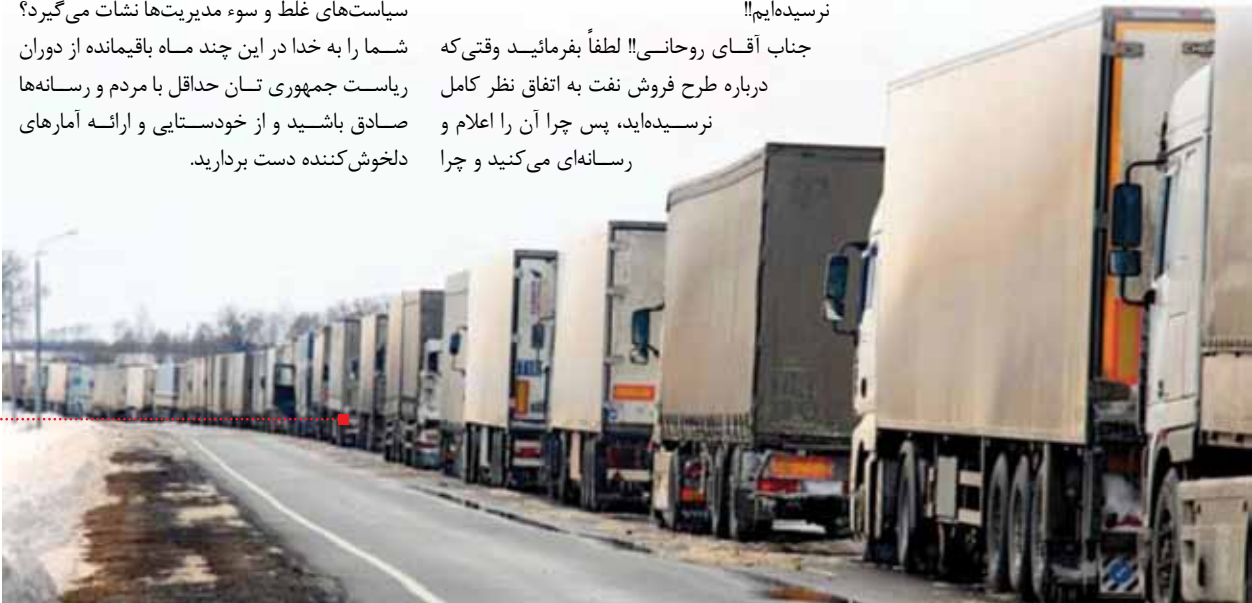 نرسیده‌ایم!!
جناب آقای روحانی!! لطفاً بفرمائید وقتی‌که
درباره طرح فروش نفت به اتفاق نظر کامل
نرسیده‌اید، پس چرا آن را اعلام و
رسانه‌ای می‌کنید و چرا
سیاست‌های غلط و سوء مدیریت‌ها نشات می‌گیرد؟
شما را به خدا در این چند ماه باقیمانده از دوران
ریاست جمهوری تان حداقل با مردم و رسانه‌ها
صادق باشید و از خودستایی و ارائه آمارهای
دلخوش‌کننده دست بردارید.